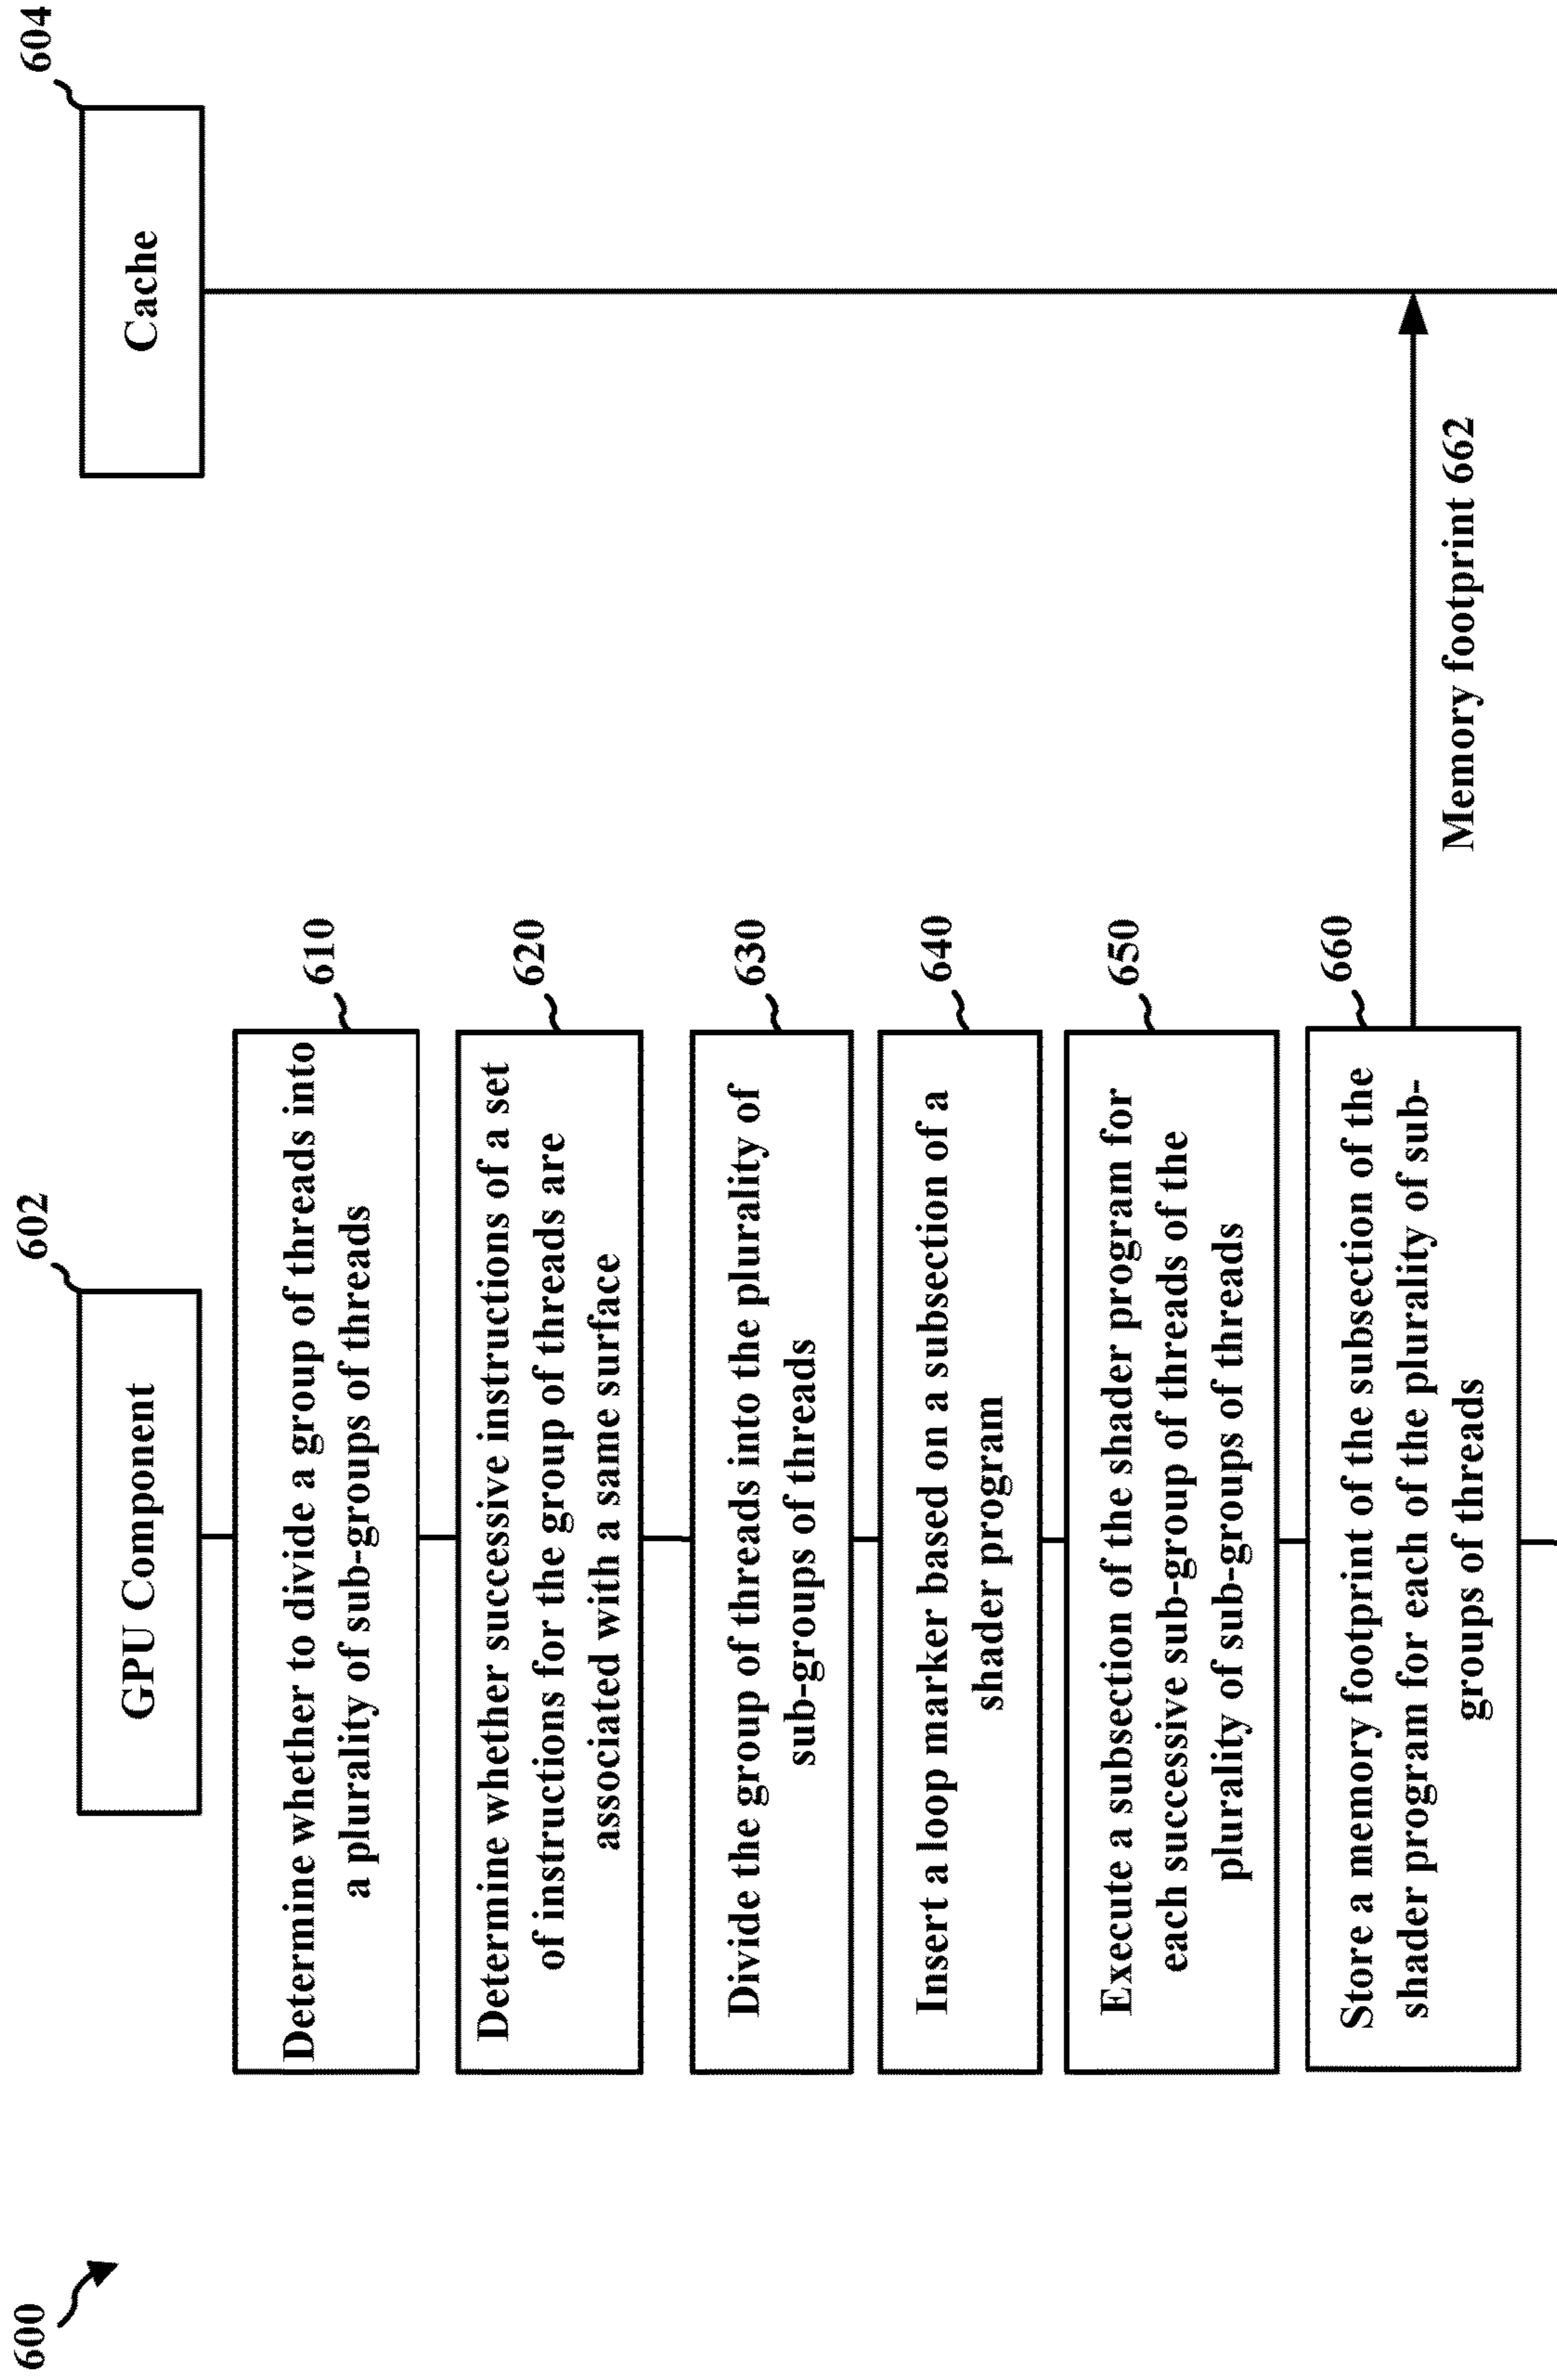 600
602
604
GPU Component
Cache
610
Determine whether to divide a group of threads into
a plurality of sub-groups of threads
620
Determine whether successive instructions of a set
of instructions for the group of threads are
associated with a same surface
630
Divide the group of threads into the plurality of
sub-groups of threads
640
Insert a loop marker based on a subsection of a
shader program
650
Execute a subsection of the shader program for
each successive sub-group of threads of the
plurality of sub-groups of threads
660
Store a memory footprint of the subsection of the
shader program for each of the plurality of sub-
groups of threads
Memory footprint 662